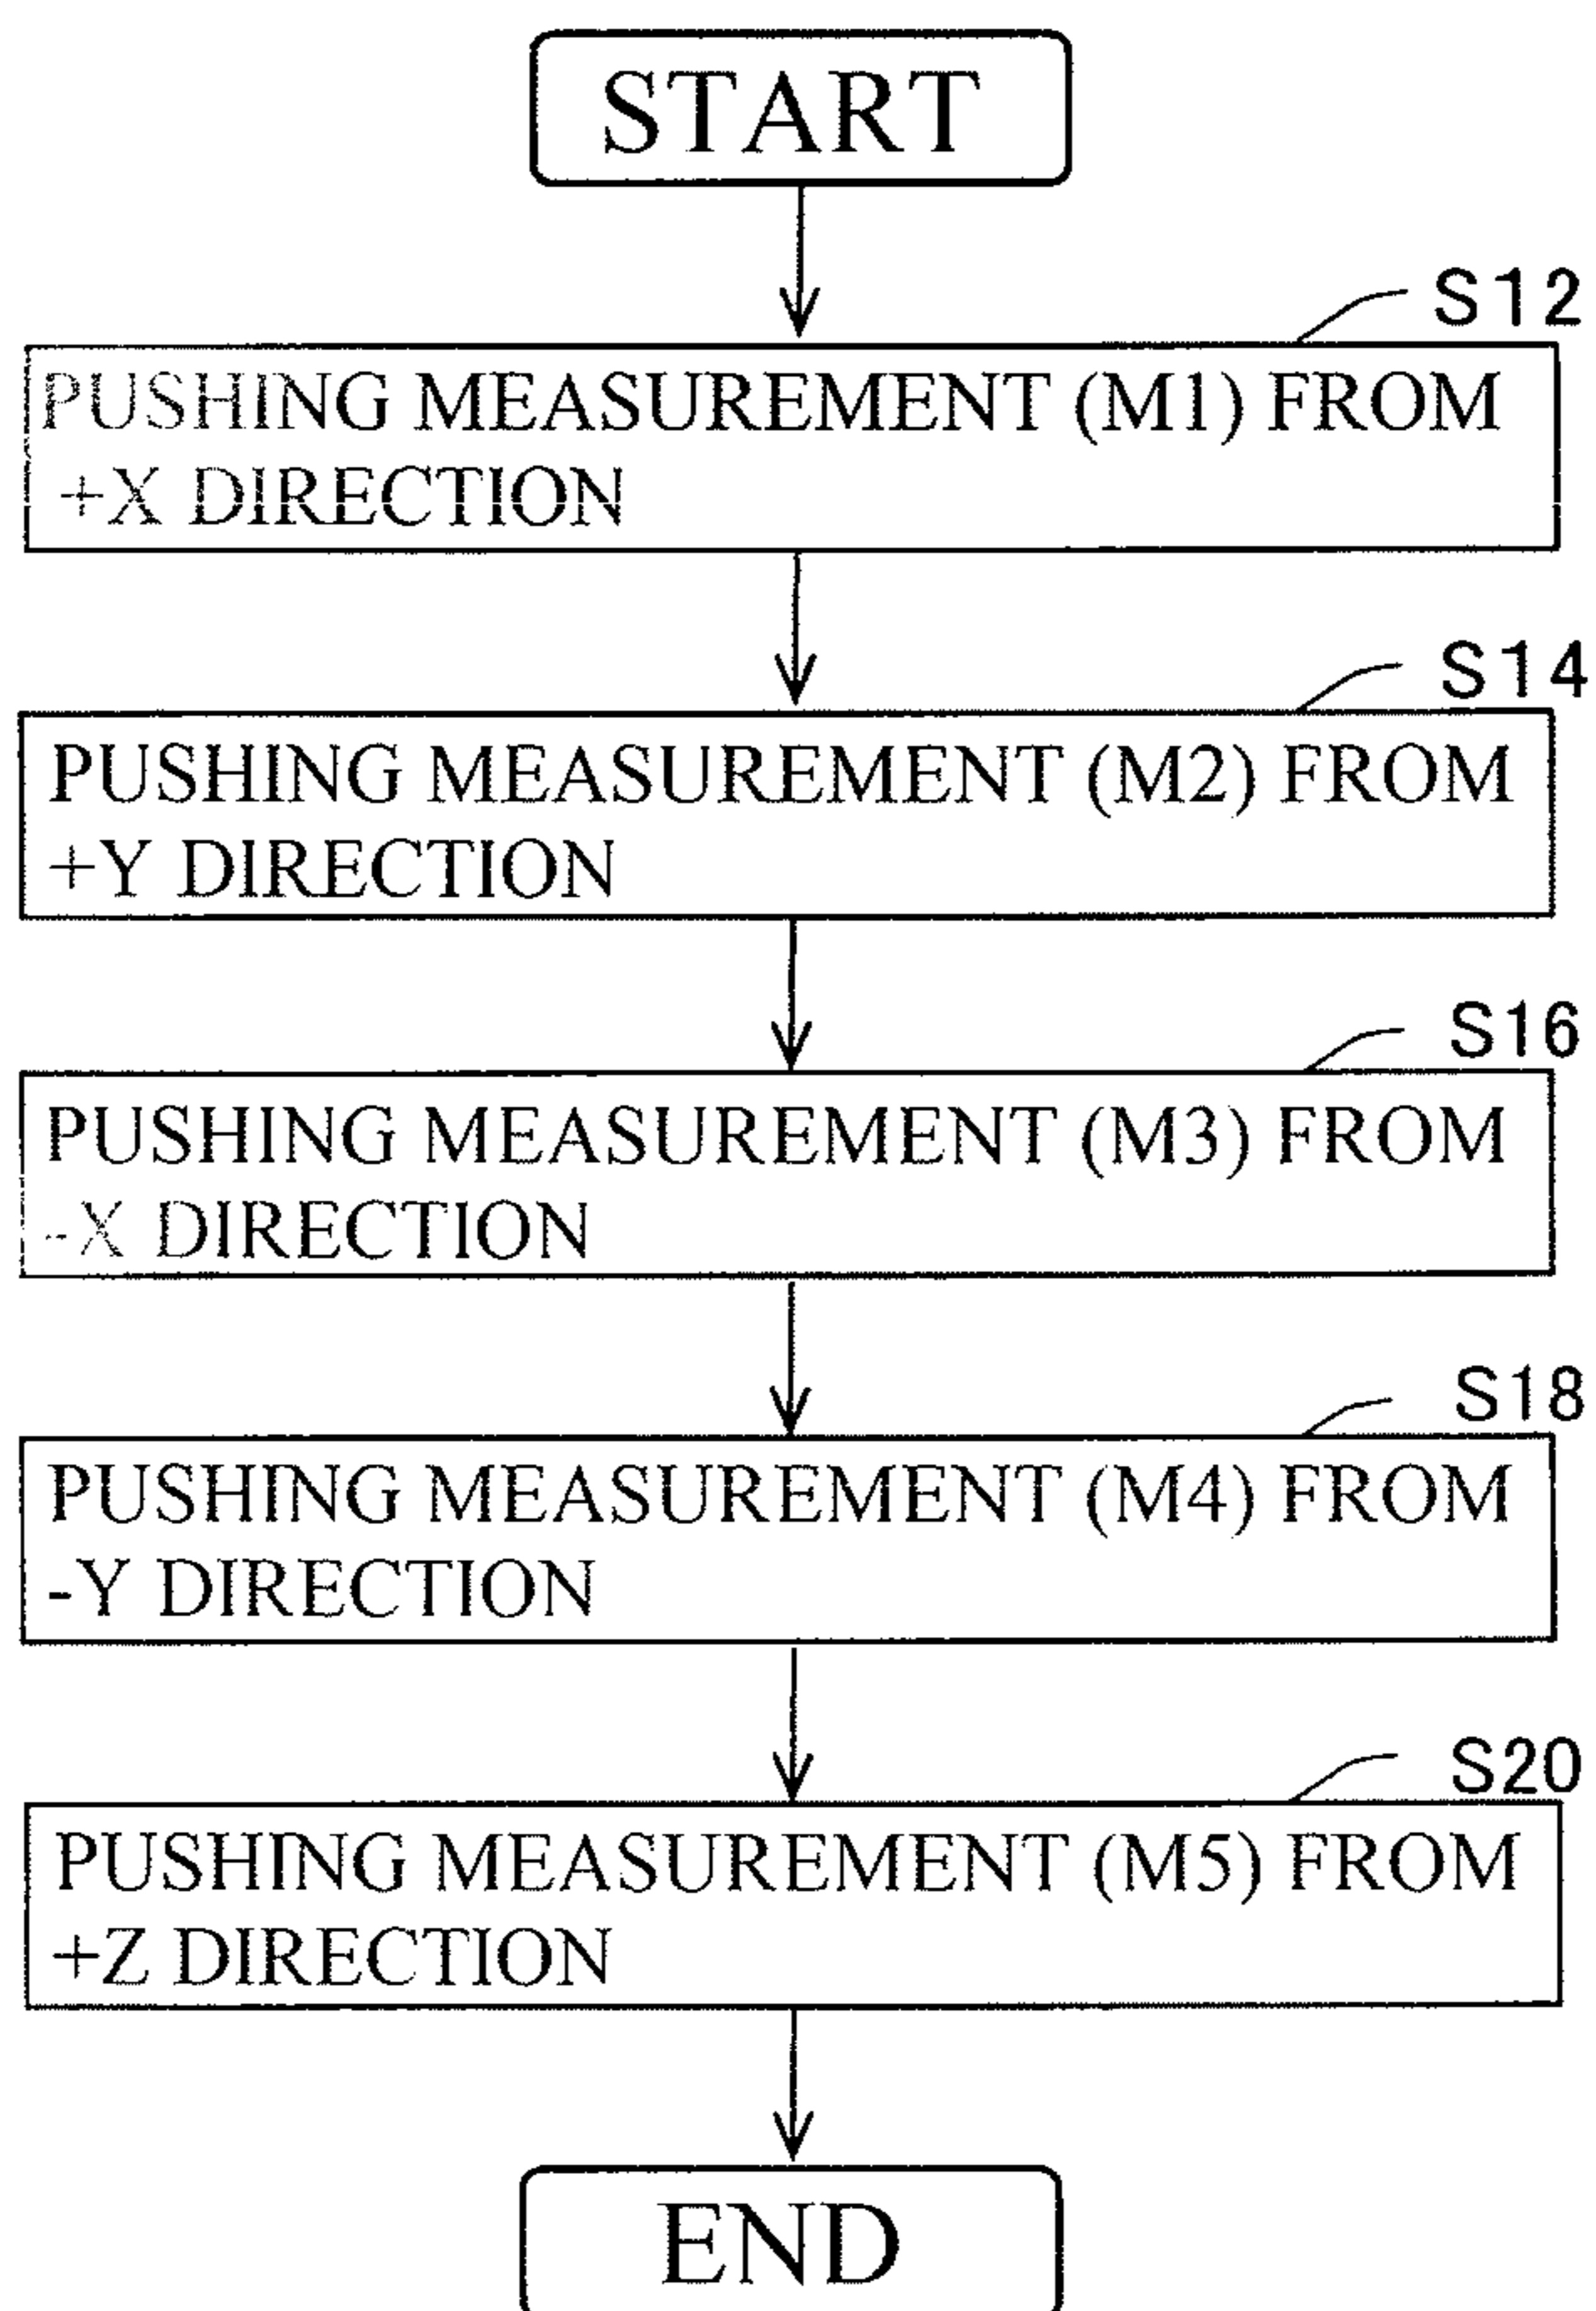 START
S12
PUSHING MEASUREMENT (M1) FROM
+X DIRECTION
S14
PUSHING MEASUREMENT (M2) FROM
+Y DIRECTION
S16
PUSHING MEASUREMENT (M3) FROM
-X DIRECTION
S18
PUSHING MEASUREMENT (M4) FROM
-Y DIRECTION
S20
PUSHING MEASUREMENT (M5) FROM
+Z DIRECTION
END